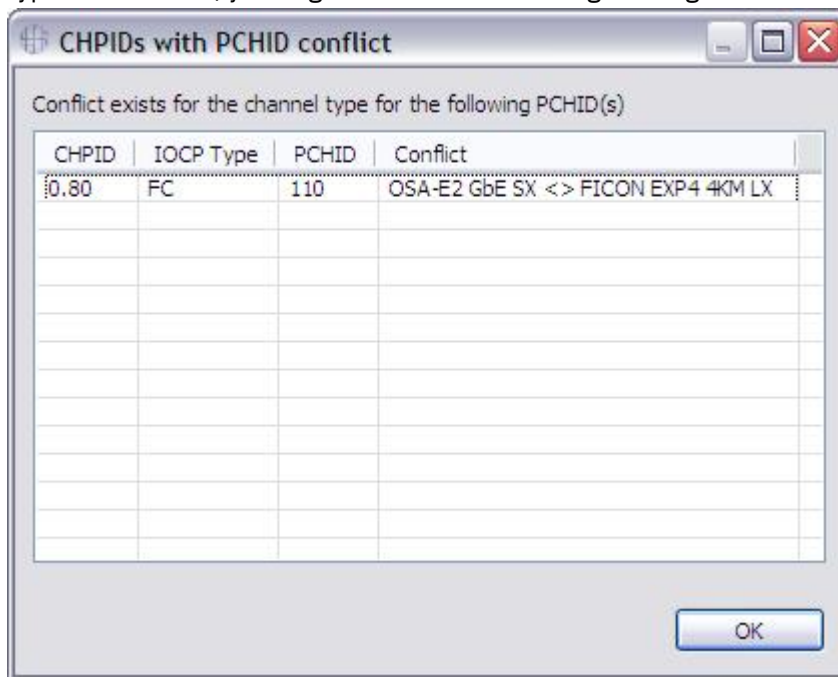 CHPIDs with PCHID conflict
Conflict exists for the channel type for the following PCHID(s)
CHPID IOCP Type PCHID Conflict
0.80 FC 110 OSA-E2 GbE SX <> FICON EXP4 4KM LX
OK